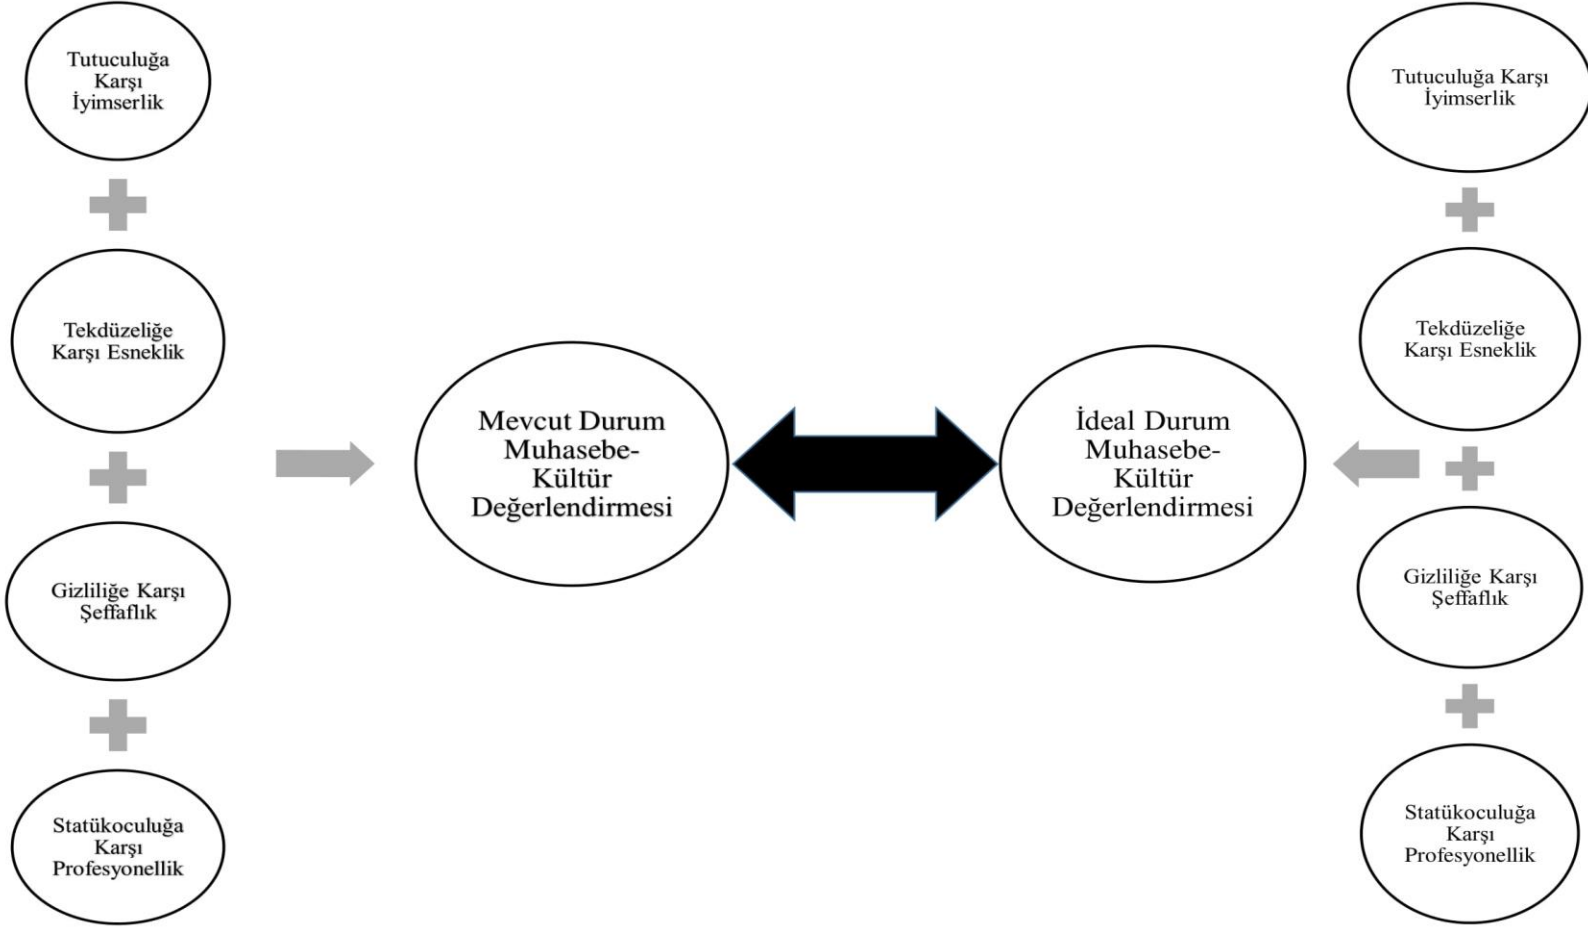 Tutuculuğa
Karşı
İyimserlik
Tekdüzeliğe
Karşı Esneklik
Gizliliğe Karşı
Şeffaflık
Statükoculuğa
Karşı
Profesyonellik
Mevcut Durum
Muhasebe-
Kültür
Değerlendirmesi
İdeal Durum
Muhasebe-
Kültür
Değerlendirmesi
Tutuculuğa Karşı
İyimserlik
Tekdüzeliğe
Karşı Esneklik
Gizliliğe Karşı
Şeffaflık
Statükoculuğa
Karşı
Profesyonellik